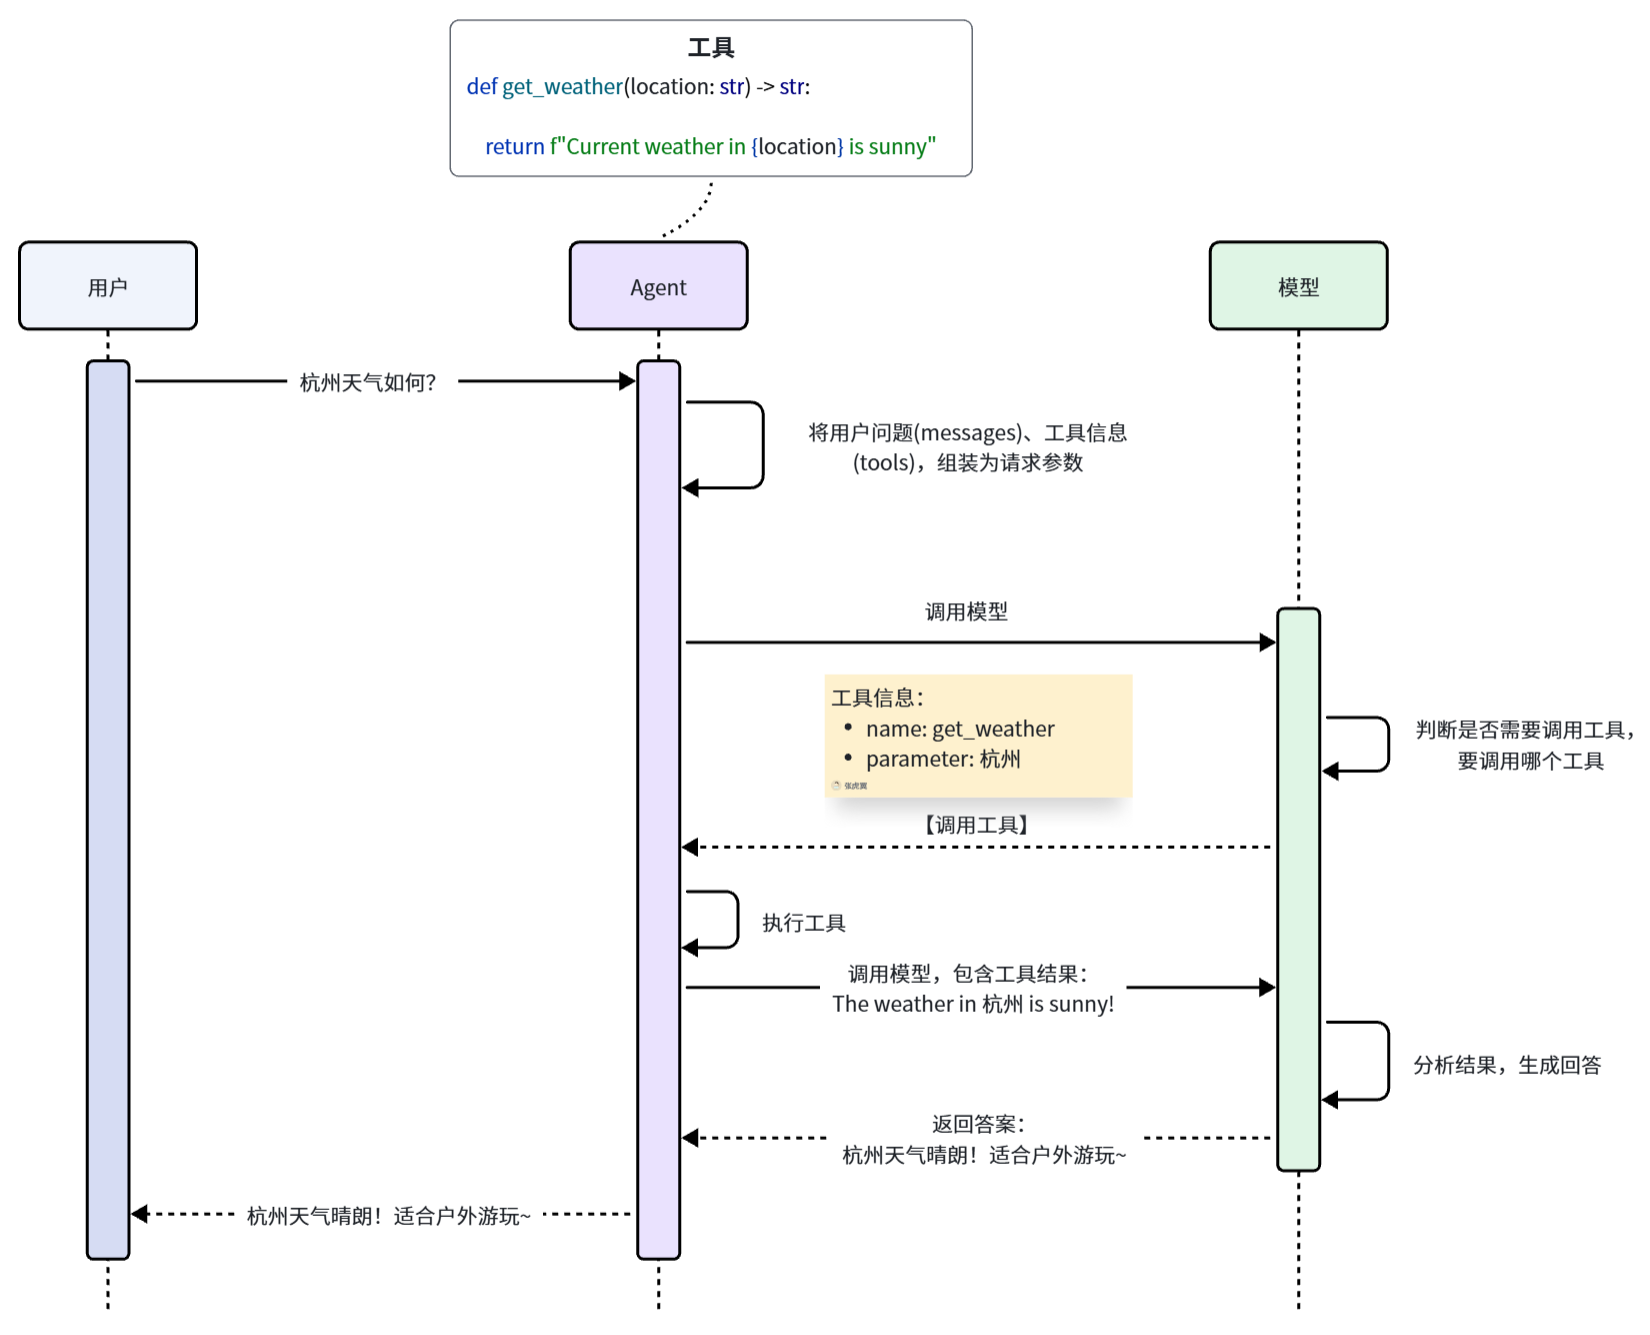 工具
def get_weather(location: str) -> str:
return f"Current weather in {location} is sunny"
用户
Agent
模型
杭州天气如何？
将用户问题(messages)、工具信息
(tools)，组装为请求参数
调用模型
工具信息：
• name: get_weather
• parameter: 杭州
张虎翼
判断是否需要调用工具，
要调用哪个工具
【调用工具】
执行工具
调用模型，包含工具结果：
The weather in 杭州 is sunny!
分析结果，生成回答
返回答案：
杭州天气晴朗！适合户外游玩~
杭州天气晴朗！适合户外游玩~